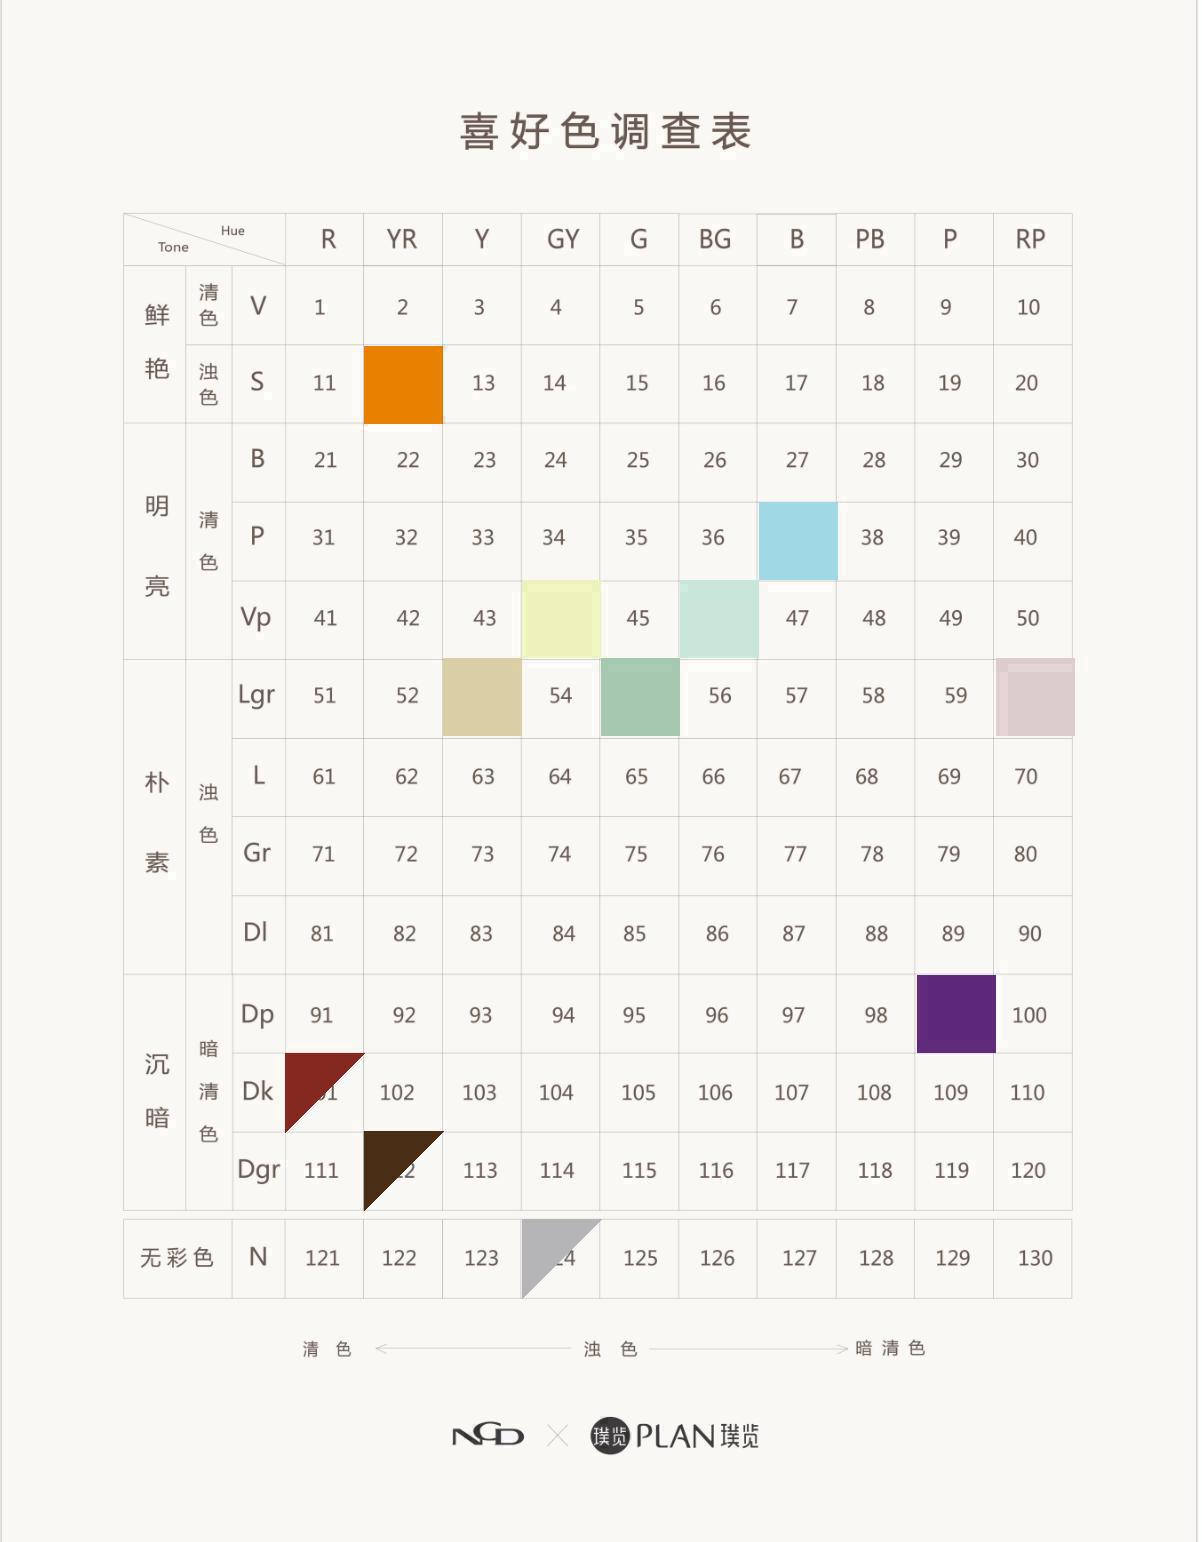 喜好色调查表
Hue
Tone
R YR Y GY G BG B PB P RP
鲜艳 清色 V 1 2 3 4 5 6 7 8 9 10
浊色 S 11 13 14 15 16 17 18 19 20
明亮 清色 B 21 22 23 24 25 26 27 28 29 30
P 31 32 33 34 35 36 38 39 40
Vp 41 42 43 45 47 48 49 50
朴素 浊色 Lgr 51 52 54 56 57 58 59
L 61 62 63 64 65 66 67 68 69 70
Gr 71 72 73 74 75 76 77 78 79 80
Dl 81 82 83 84 85 86 87 88 89 90
沉暗 暗清色 Dp 91 92 93 94 95 96 97 98 100
Dk 102 103 104 105 106 107 108 109 110
Dgr 111 113 114 115 116 117 118 119 120
无彩色 N 121 122 123 125 126 127 128 129 130
清色 浊色 暗清色
NCD × 璞览 PLAN 璞览